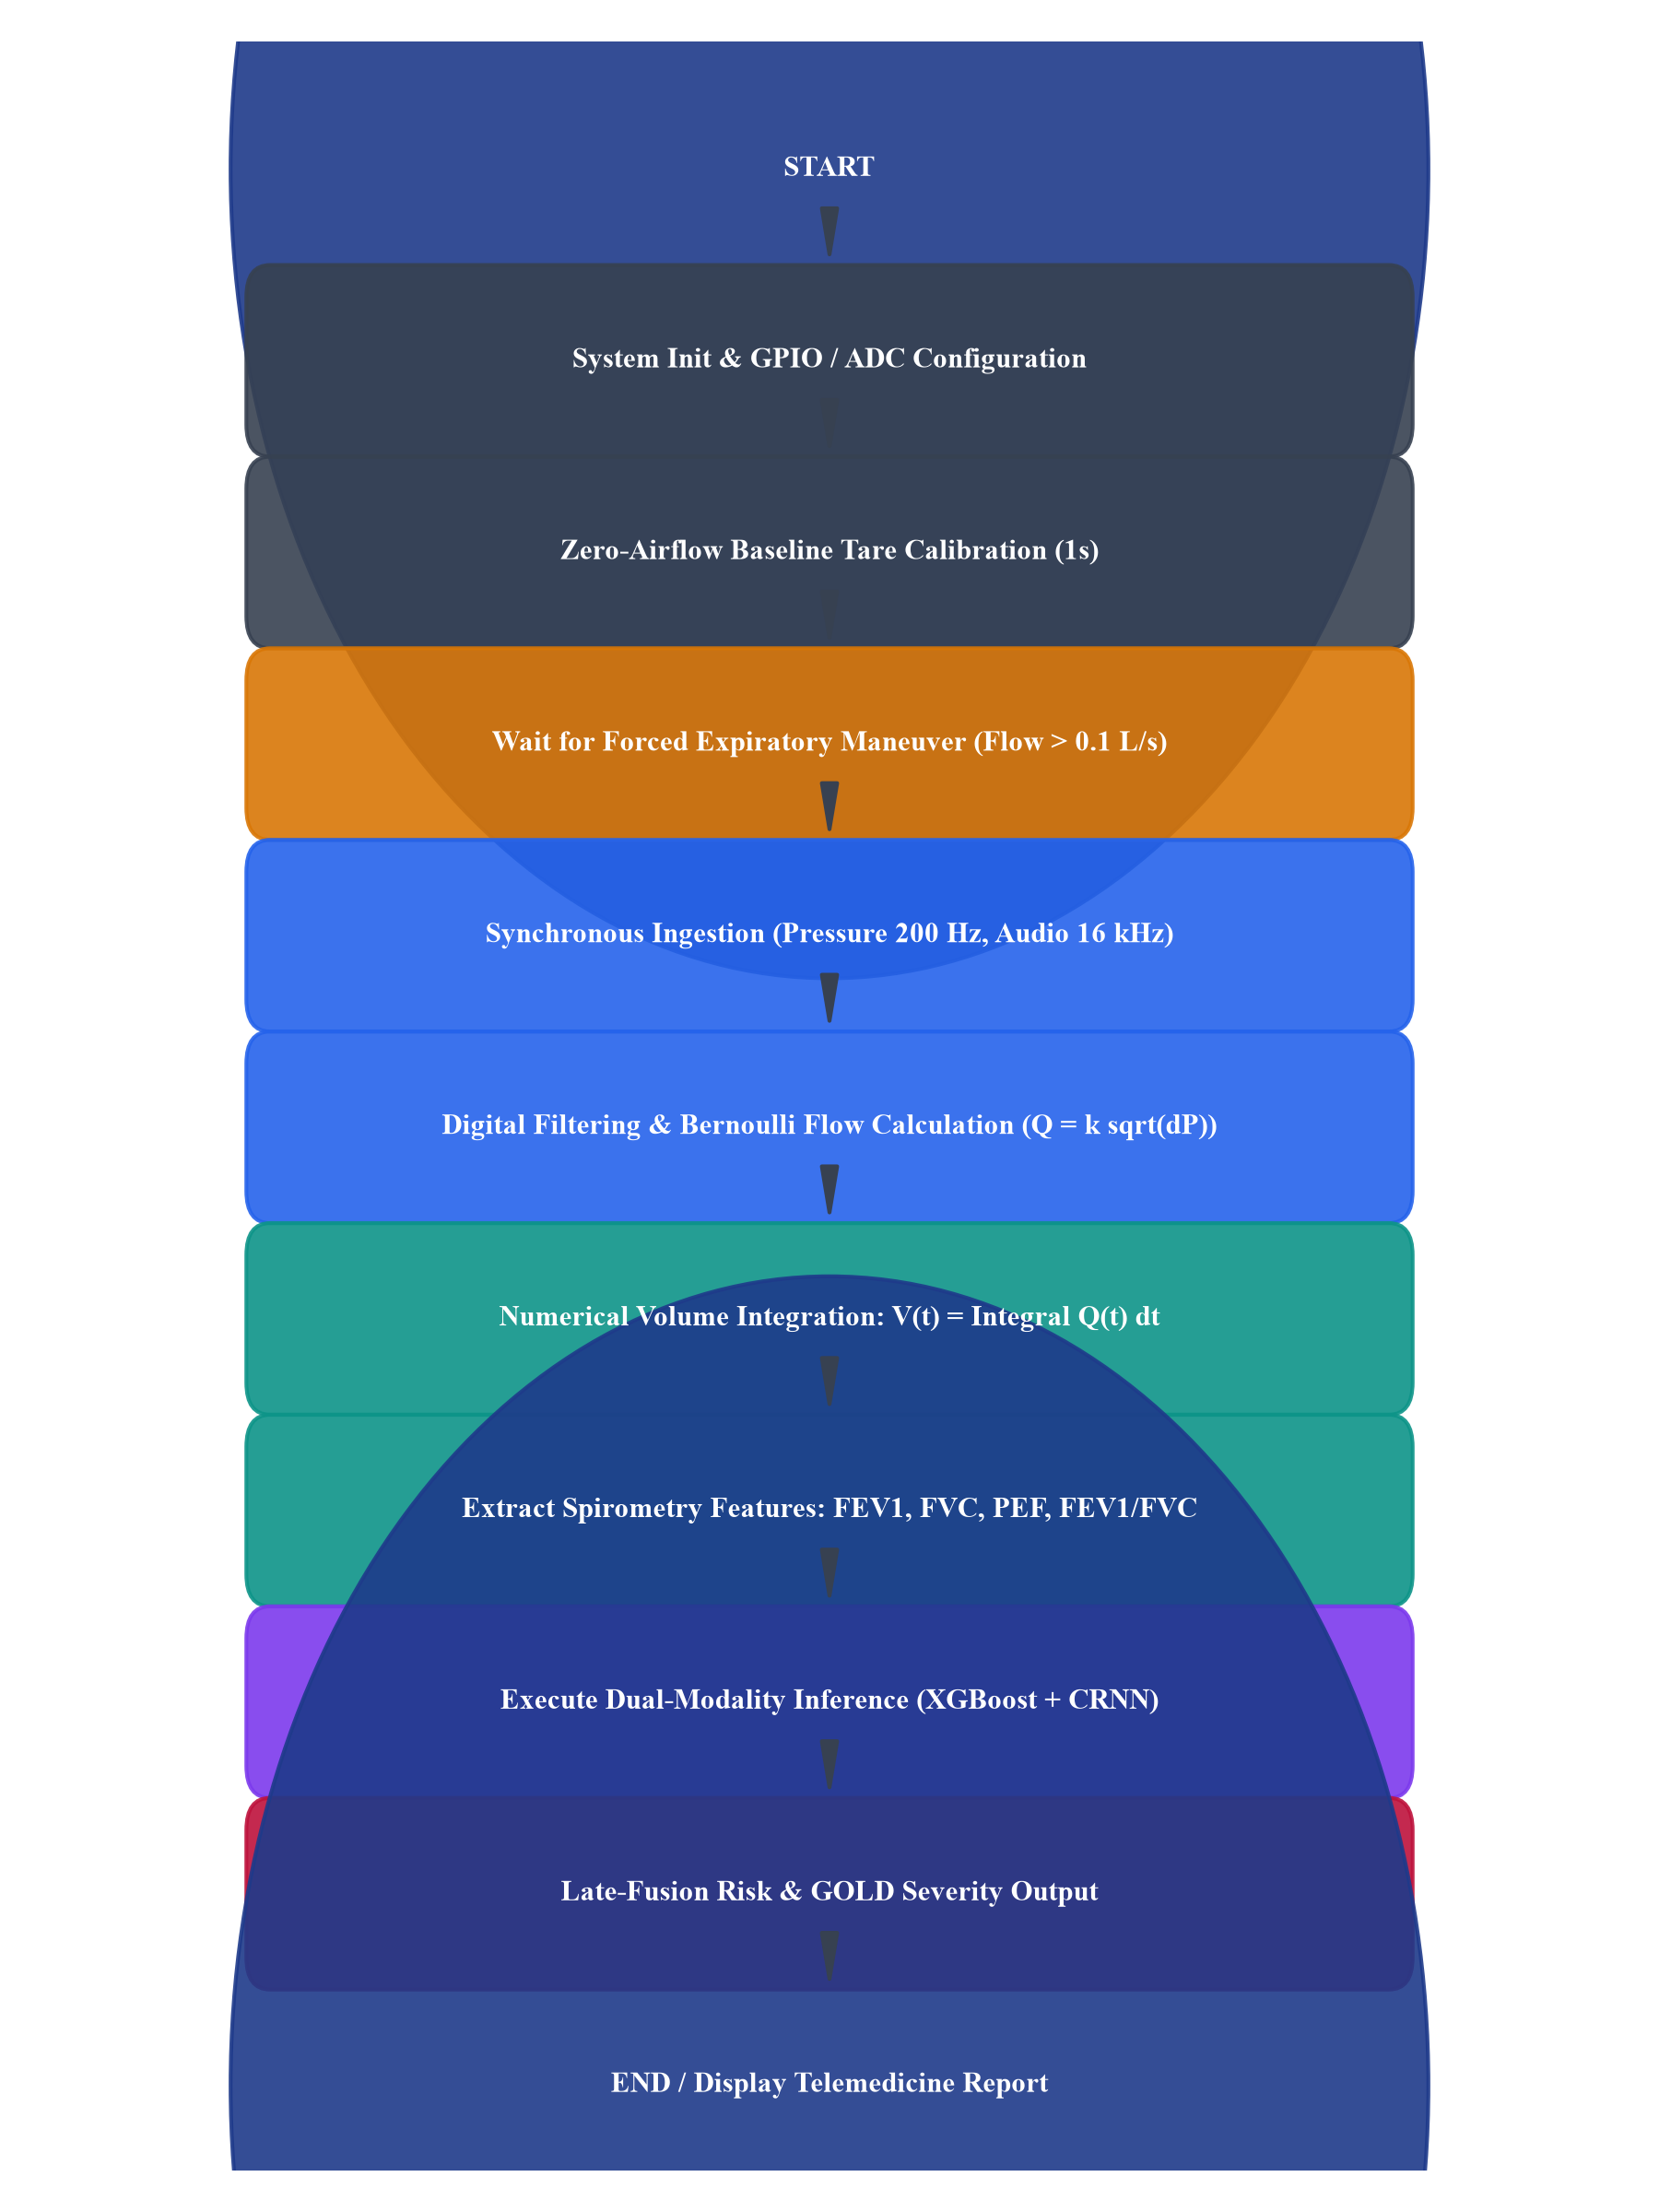 START
System Init & GPIO / ADC Configuration
Zero-Airflow Baseline Tare Calibration (1s)
Wait for Forced Expiratory Maneuver (Flow > 0.1 L/s)
Synchronous Ingestion (Pressure 200 Hz, Audio 16 kHz)
Digital Filtering & Bernoulli Flow Calculation (Q = k sqrt(dP))
Numerical Volume Integration: V(t) = Integral Q(t) dt
Extract Spirometry Features: FEV1, FVC, PEF, FEV1/FVC
Execute Dual-Modality Inference (XGBoost + CRNN)
Late-Fusion Risk & GOLD Severity Output
END / Display Telemedicine Report